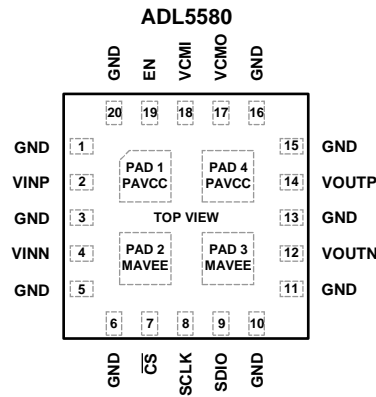 ADL5580
GND EN VCMI VCMO GND
20 19 18 17 16
GND 1 15 GND
PAD 1 PAVCC
PAD 4 PAVCC
VINP 2 14 VOUTP
GND 3 TOP VIEW 13 GND
VINN 4 12 VOUTN
PAD 2 MAVEE
PAD 3 MAVEE
GND 5 11 GND
6 7 8 9 10
GND CS SCLK SDIO GND